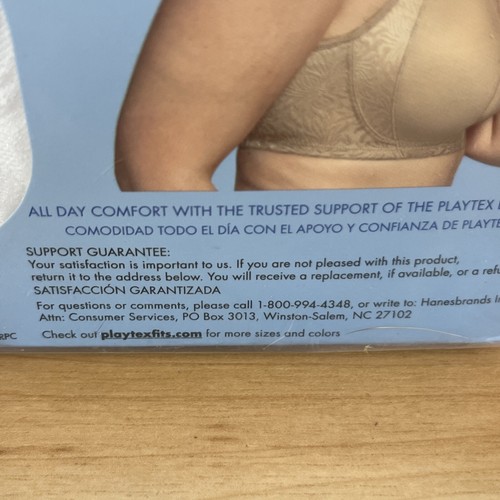 ALL DAY COMFORT WITH THE TRUSTED SUPPORT OF THE PLAYTEX
COMODIDAD TODO EL DÍA CON EL APOYO Y CONFIANZA DE PLAYTE
SUPPORT GUARANTEE:
Your satisfaction is important to us. If you are not pleased with this product,
return it to the address below. You will receive a replacement, if available, or a refu
SATISFACCIÓN GARANTIZADA
For questions or comments, please call 1-800-994-4348, or write to: Hanesbrands I
Attn: Consumer Services, PO Box 3013, Winston-Salem, NC 27102
RPC Check out playtexfits.com for more sizes and colors